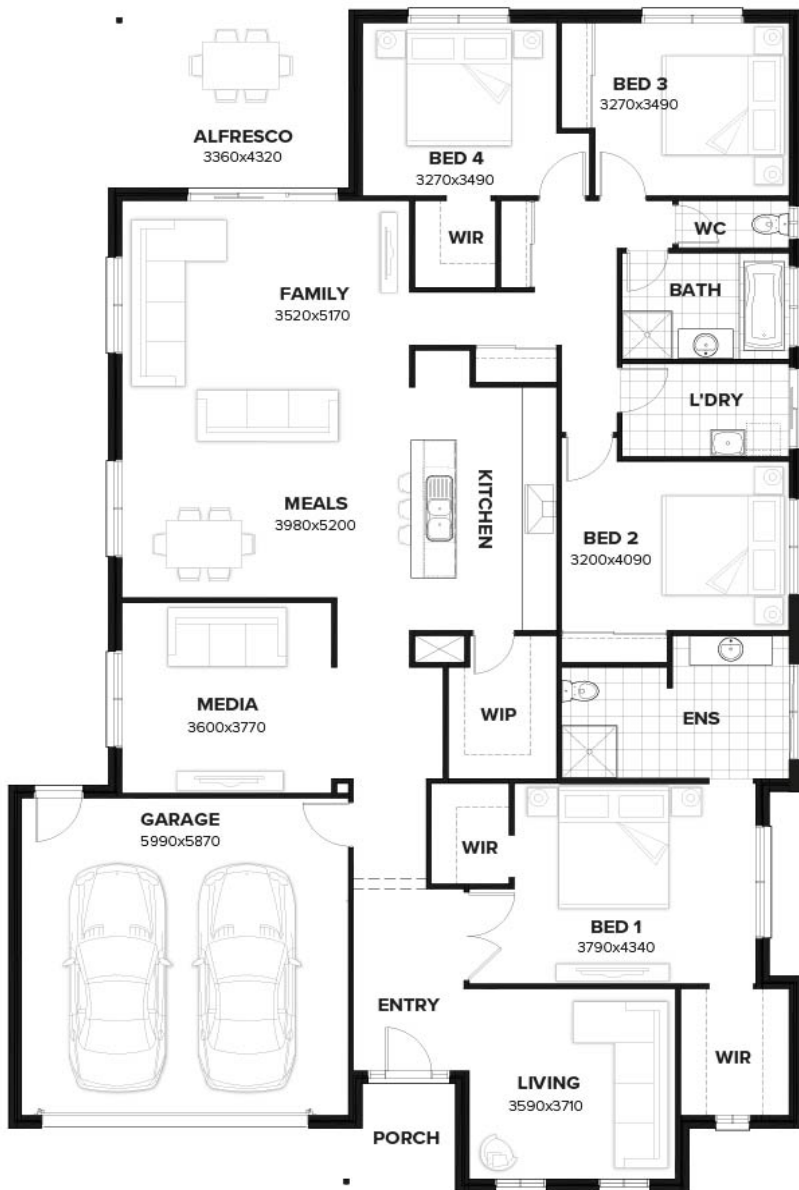 BED 3
3270x3490
ALFRESCO
3360x4320
BED 4
3270x3490
WC
WIR
BATH
FAMILY
3520x5170
L'DRY
KITCHEN
MEALS
3980x5200
BED 2
3200x4090
MEDIA
3600x3770
WIP
ENS
GARAGE
5990x5870
WIR
BED 1
3790x4340
ENTRY
WIR
LIVING
3590x3710
PORCH